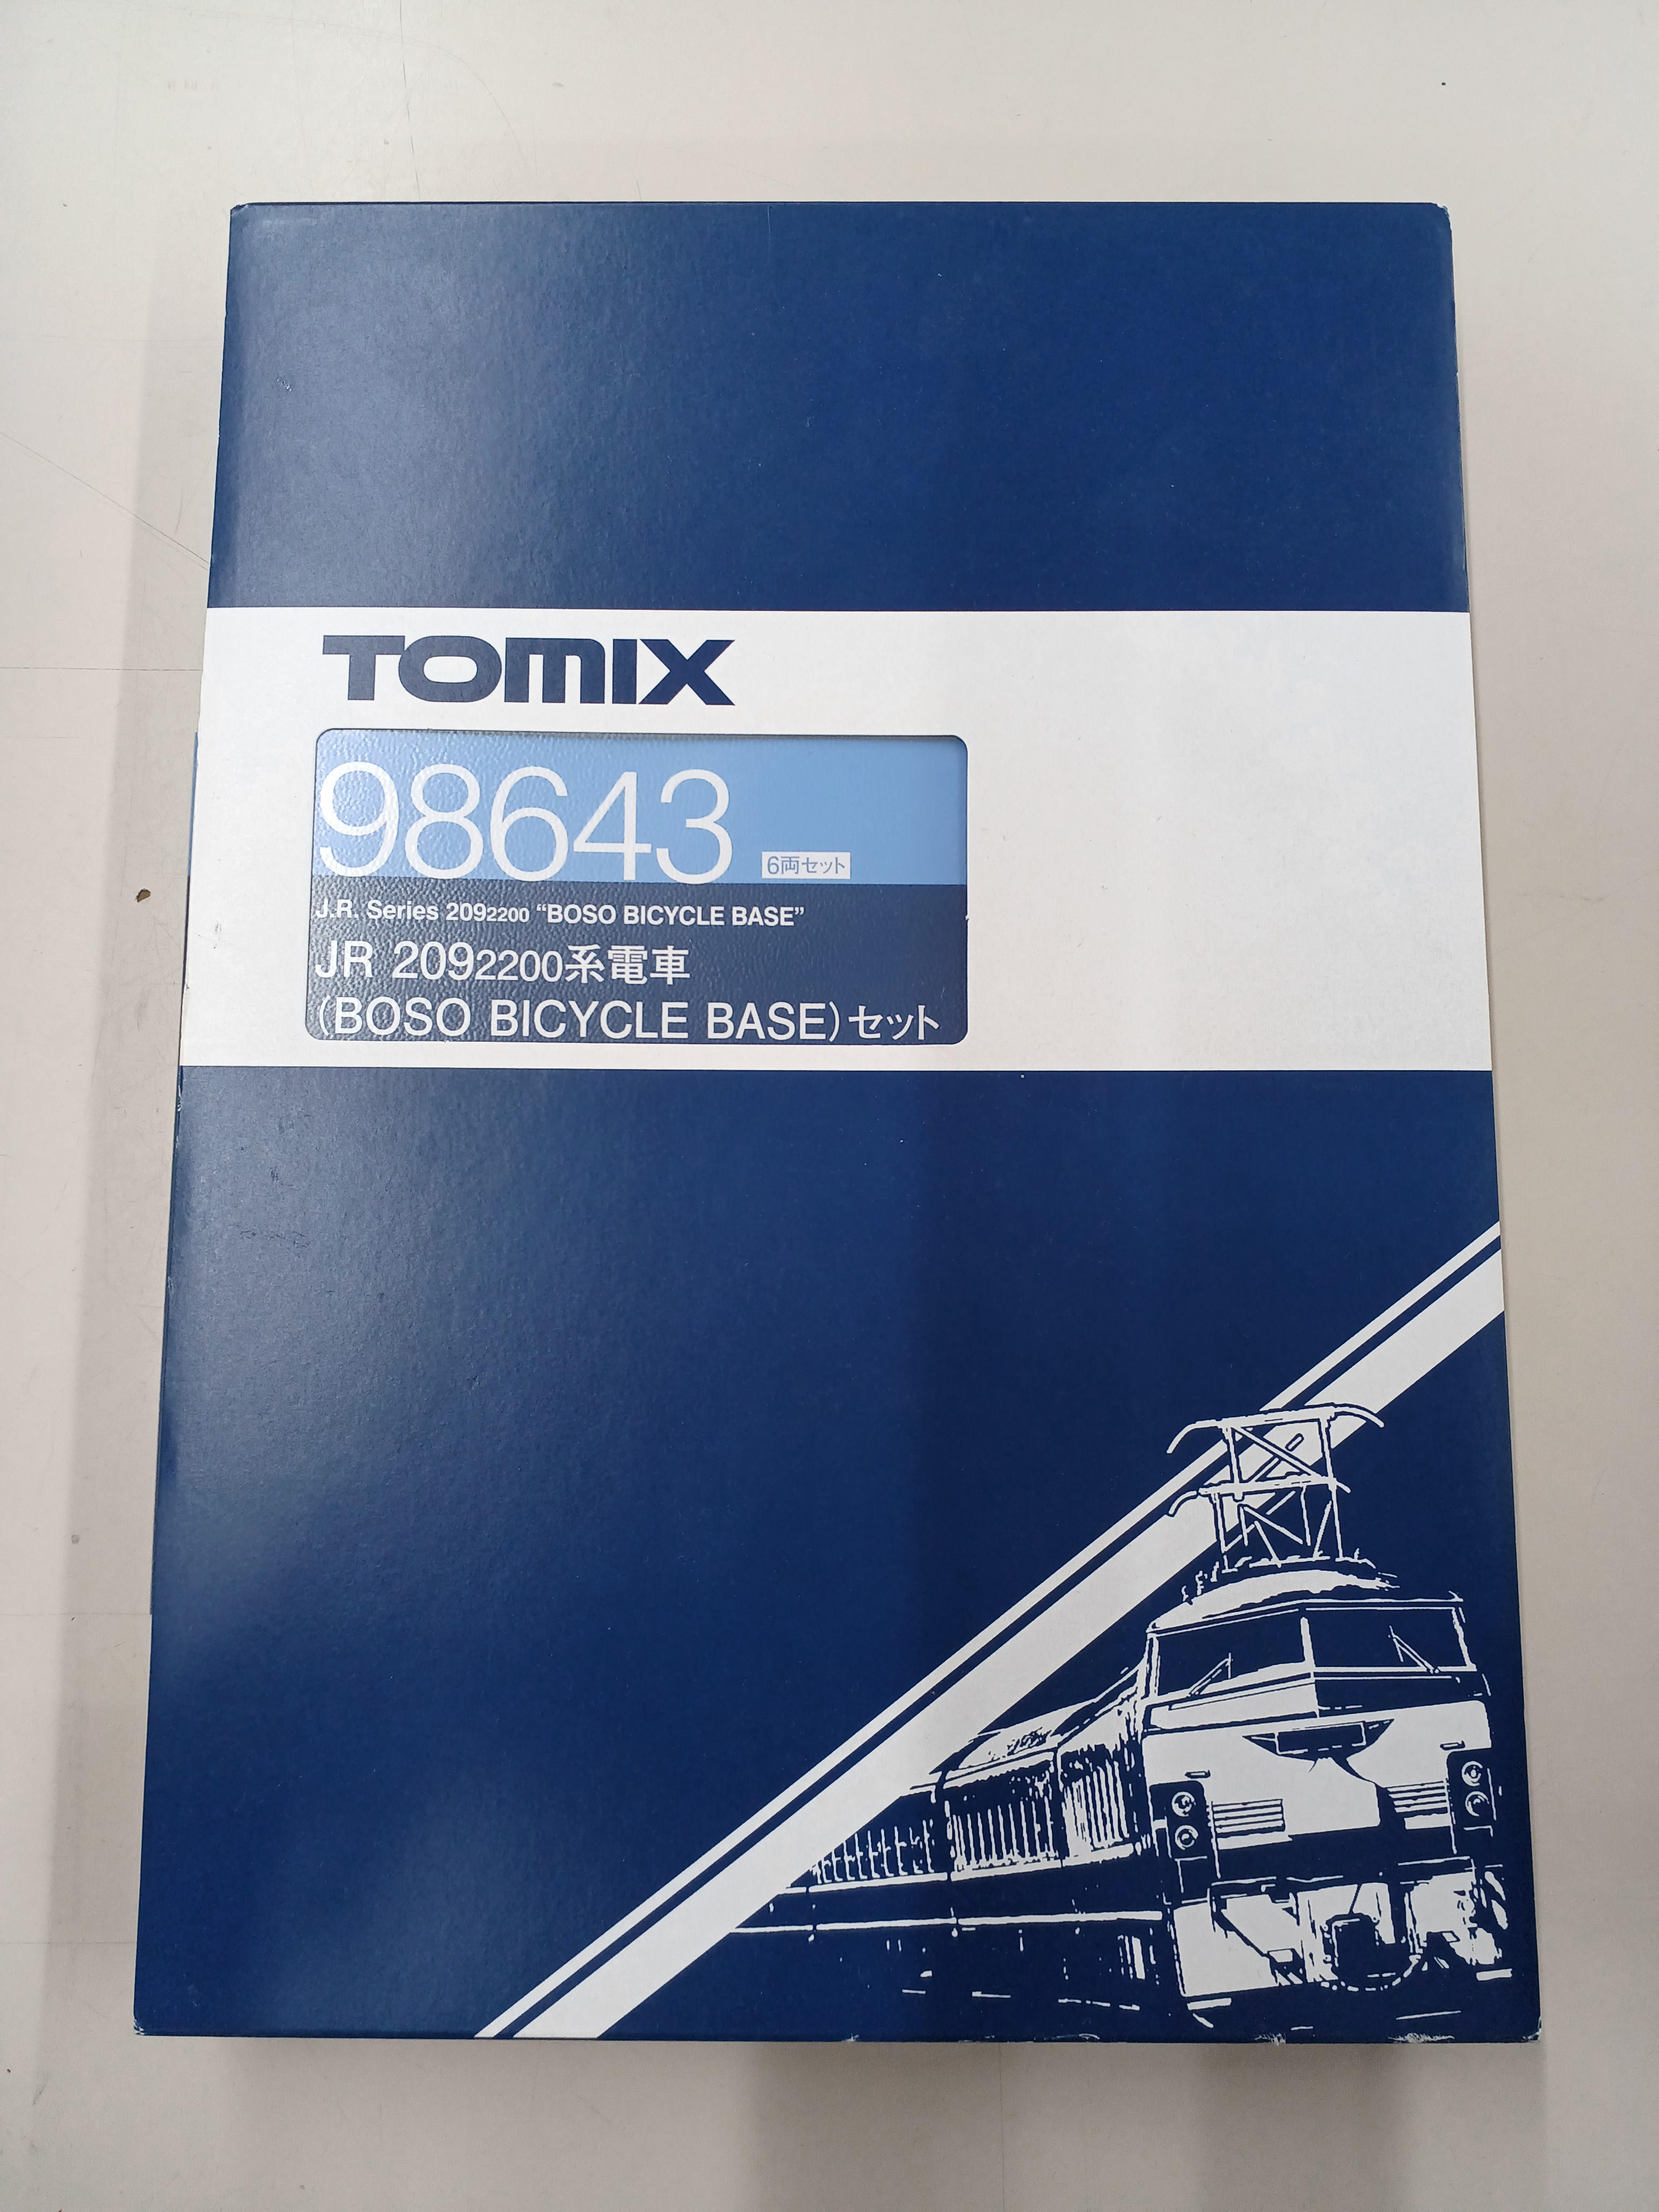 TOMIX
98643 6両セット
J.R. Series 2092200 “BOSO BICYCLE BASE”
JR 2092200系電車
(BOSO BICYCLE BASE)セット